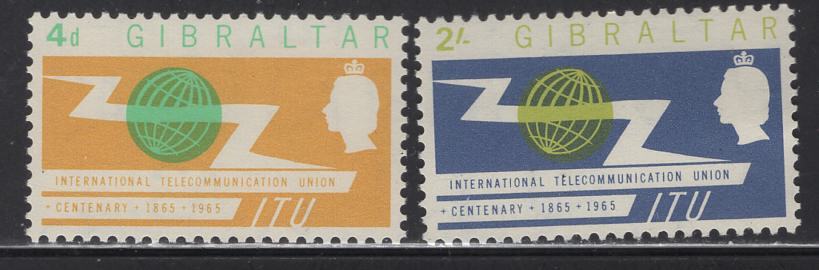 4d GIBRALTAR
INTERNATIONAL TELECOMMUNICATION UNION
+ CENTENARY + 1865 + 1965
ITU
2/- GIBRALTAR
INTERNATIONAL TELECOMMUNICATION UNION
+ CENTENARY + 1865 + 1965
ITU